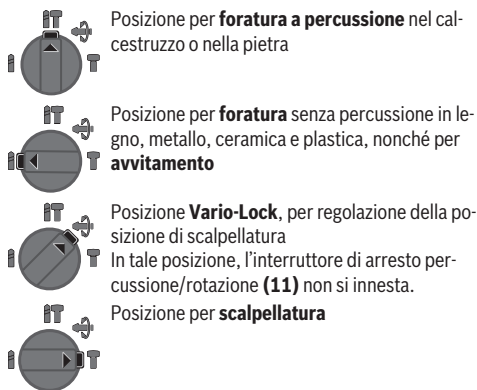 Posizione per foratura a percussione nel cal-
cestruzzo o nella pietra
Posizione per foratura senza percussione in le-
gno, metallo, ceramica e plastica, nonché per
avvitamento
Posizione Vario-Lock, per regolazione della po-
sizione di scalpellatura
In tale posizione, l'interruttore di arresto per-
cussione/rotazione (11) non si innesta.
Posizione per scalpellatura